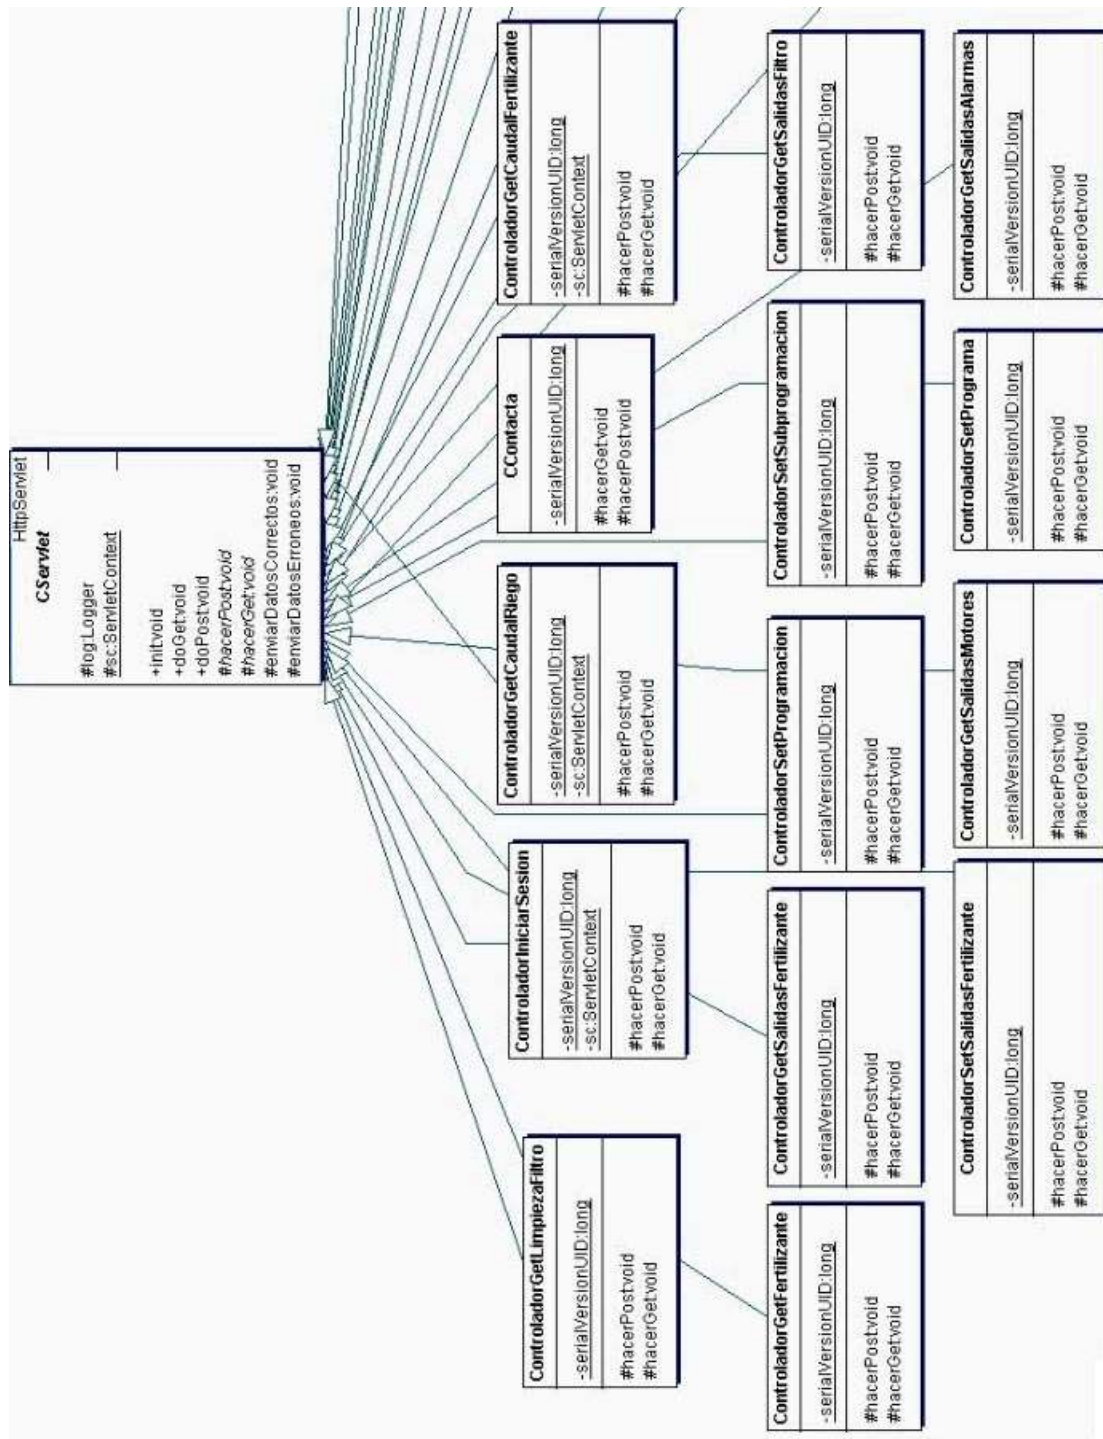 HttpServlet
CServlet
#log:Logger
#sc:ServletContext
+init:void
+doGet:void
+doPost:void
#hacerPost:void
#hacerGet:void
#enviarDatosCorrectos:void
#enviarDatosErroneos:void
ControladorGetLimpiezaFiltro
-serialVersionUID:long
#hacerPost:void
#hacerGet:void
ControladorIniciarSesion
-serialVersionUID:long
-sc:ServletContext
#hacerPost:void
#hacerGet:void
ControladorGetCaudalRiego
-serialVersionUID:long
-sc:ServletContext
#hacerPost:void
#hacerGet:void
CContacta
-serialVersionUID:long
#hacerGet:void
#hacerPost:void
ControladorGetCaudalFertilizante
-serialVersionUID:long
-sc:ServletContext
#hacerPost:void
#hacerGet:void
ControladorGetFertilizante
-serialVersionUID:long
#hacerPost:void
#hacerGet:void
ControladorGetSalidasFertilizante
-serialVersionUID:long
#hacerPost:void
#hacerGet:void
ControladorSetProgramacion
-serialVersionUID:long
#hacerPost:void
#hacerGet:void
ControladorSetSubprogramacion
-serialVersionUID:long
#hacerPost:void
#hacerGet:void
ControladorGetSalidasFiltro
-serialVersionUID:long
#hacerPost:void
#hacerGet:void
ControladorSetSalidasFertilizante
-serialVersionUID:long
#hacerPost:void
#hacerGet:void
ControladorGetSalidasMotores
-serialVersionUID:long
#hacerPost:void
#hacerGet:void
ControladorSetPrograma
-serialVersionUID:long
#hacerPost:void
#hacerGet:void
ControladorGetSalidasAlarmas
-serialVersionUID:long
#hacerPost:void
#hacerGet:void